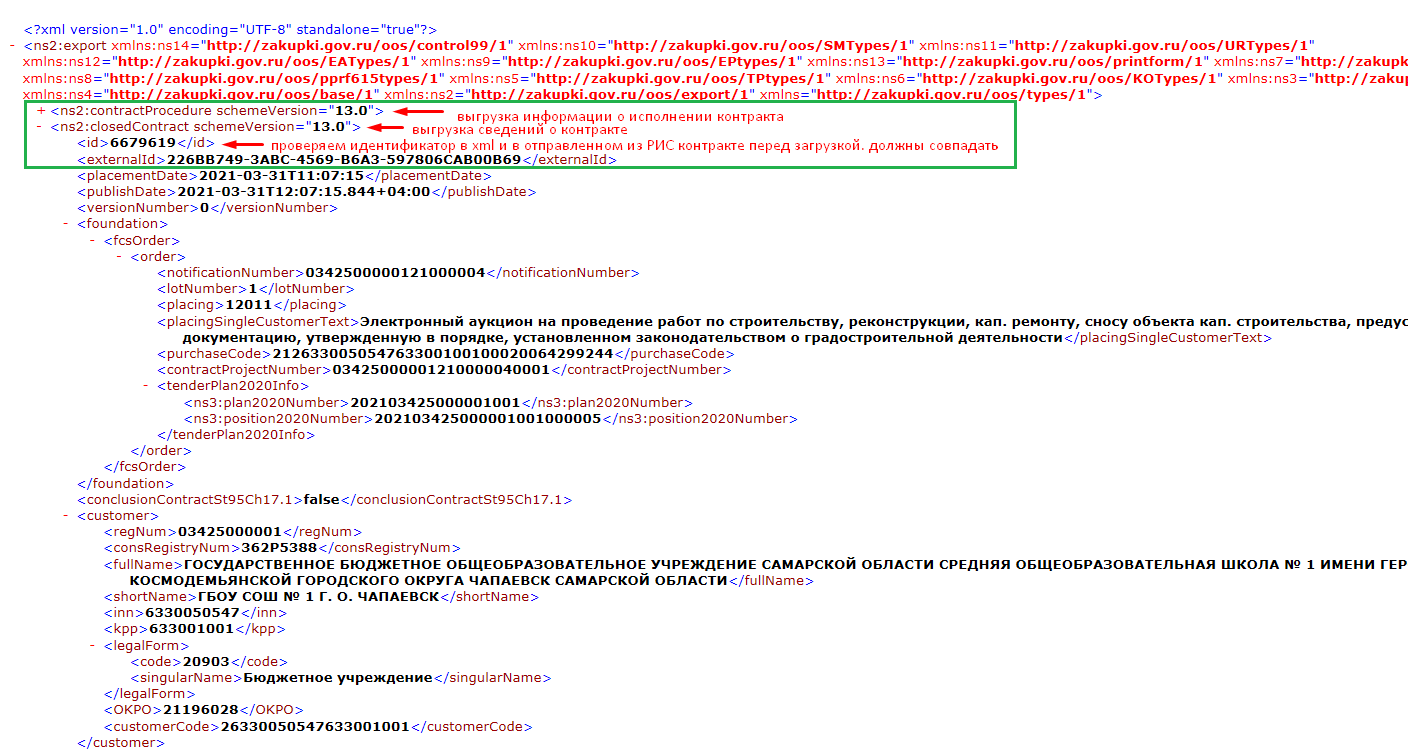 <?xml version="1.0" encoding="UTF-8" standalone="true"?>
- <ns2:export xmlns:ns14="http://zakupki.gov.ru/oos/control99/1" xmlns:ns10="http://zakupki.gov.ru/oos/SMTypes/1" xmlns:ns11="http://zakupki.gov.ru/oos/URTypes/1"
xmlns:ns12="http://zakupki.gov.ru/oos/EATypes/1" xmlns:ns9="http://zakupki.gov.ru/oos/EPtypes/1" xmlns:ns13="http://zakupki.gov.ru/oos/printform/1" xmlns:ns7="http://zakupk
xmlns:ns8="http://zakupki.gov.ru/oos/pprf615types/1" xmlns:ns5="http://zakupki.gov.ru/oos/TPtypes/1" xmlns:ns6="http://zakupki.gov.ru/oos/KOTypes/1" xmlns:ns3="http://zakup
xmlns:ns4="http://zakupki.gov.ru/oos/base/1" xmlns:ns2="http://zakupki.gov.ru/oos/export/1" xmlns="http://zakupki.gov.ru/oos/types/1">
+ <ns2:contractProcedure schemeVersion="13.0"> выгрузка информации о исполнении контракта
- <ns2:closedContract schemeVersion="13.0"> выгрузка сведений о контракте
<id>6679619</id> проверяем идентификатор в xml и в отправленном из РИС контракте перед загрузкой. должны совпадать
<externalId>226BB749-3ABC-4569-B6A3-597806CAB00B69</externalId>
<placementDate>2021-03-31T11:07:15</placementDate>
<publishDate>2021-03-31T12:07:15.844+04:00</publishDate>
<versionNumber>0</versionNumber>
- <foundation>
- <fcsOrder>
- <order>
<notificationNumber>0342500000121000004</notificationNumber>
<lotNumber>1</lotNumber>
<placing>12011</placing>
<placingSingleCustomerText>Электронный аукцион на проведение работ по строительству, реконструкции, кап. ремонту, сносу объекта кап. строительства, предус
документацию, утвержденную в порядке, установленном законодательством о градостроительной деятельности</placingSingleCustomerText>
<purchaseCode>212633005054763300100100020064299244</purchaseCode>
<contractProjectNumber>03425000001210000040001</contractProjectNumber>
- <tenderPlan2020Info>
<ns3:plan2020Number>202103425000001001</ns3:plan2020Number>
<ns3:position2020Number>202103425000001001000005</ns3:position2020Number>
</tenderPlan2020Info>
</order>
</fcsOrder>
</foundation>
<conclusionContractSt95Ch17.1>false</conclusionContractSt95Ch17.1>
- <customer>
<regNum>03425000001</regNum>
<consRegistryNum>362P5388</consRegistryNum>
<fullName>ГОСУДАРСТВЕННОЕ БЮДЖЕТНОЕ ОБЩЕОБРАЗОВАТЕЛЬНОЕ УЧРЕЖДЕНИЕ САМАРСКОЙ ОБЛАСТИ СРЕДНЯЯ ОБЩЕОБРАЗОВАТЕЛЬНАЯ ШКОЛА № 1 ИМЕНИ ГЕР
КОСМОДЕМЬЯНСКОЙ ГОРОДСКОГО ОКРУГА ЧАПАЕВСК САМАРСКОЙ ОБЛАСТИ</fullName>
<shortName>ГБОУ СОШ № 1 Г. О. ЧАПАЕВСК</shortName>
<inn>6330050547</inn>
<kpp>633001001</kpp>
- <legalForm>
<code>20903</code>
<singularName>Бюджетное учреждение</singularName>
</legalForm>
<OKPO>21196028</OKPO>
<customerCode>26330050547633001001</customerCode>
</customer>